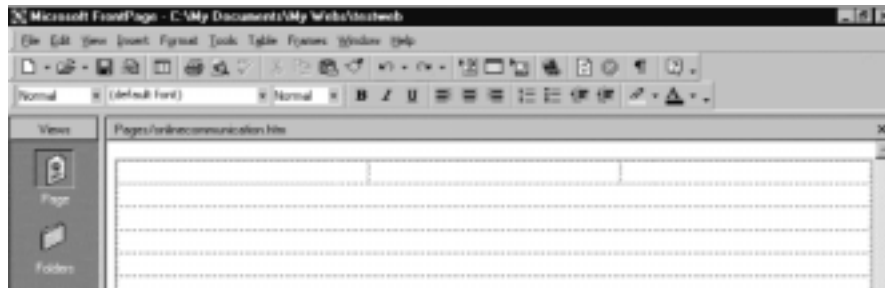 Microsoft FrontPage - C:\My Documents\My Webs\testweb
File Edit View Insert Format Tools Table Frames Window Help
Normal (default font) Normal B I U A
Views Pages/onlinecommunication.htm
Page
Folders